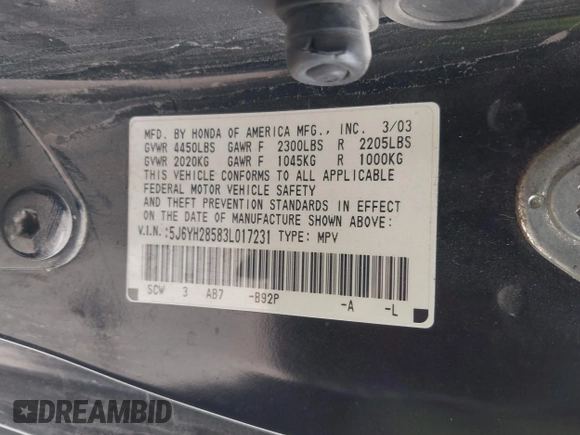 MFD. BY HONDA OF AMERICA MFG., INC. 3/03
GVWR 4450LBS GAWR F 2300LBS R 2205LBS
GVWR 2020KG GAWR F 1045KG R 1000KG
THIS VEHICLE CONFORMS TO ALL APPLICABLE
FEDERAL MOTOR VEHICLE SAFETY
AND THEFT PREVENTION STANDARDS IN EFFECT
ON THE DATE OF MANUFACTURE SHOWN ABOVE:
V.I.N.:5J6YH28583L017231 TYPE: MPV
SCW 3 AB7 -B92P -A -L
DREAMBID